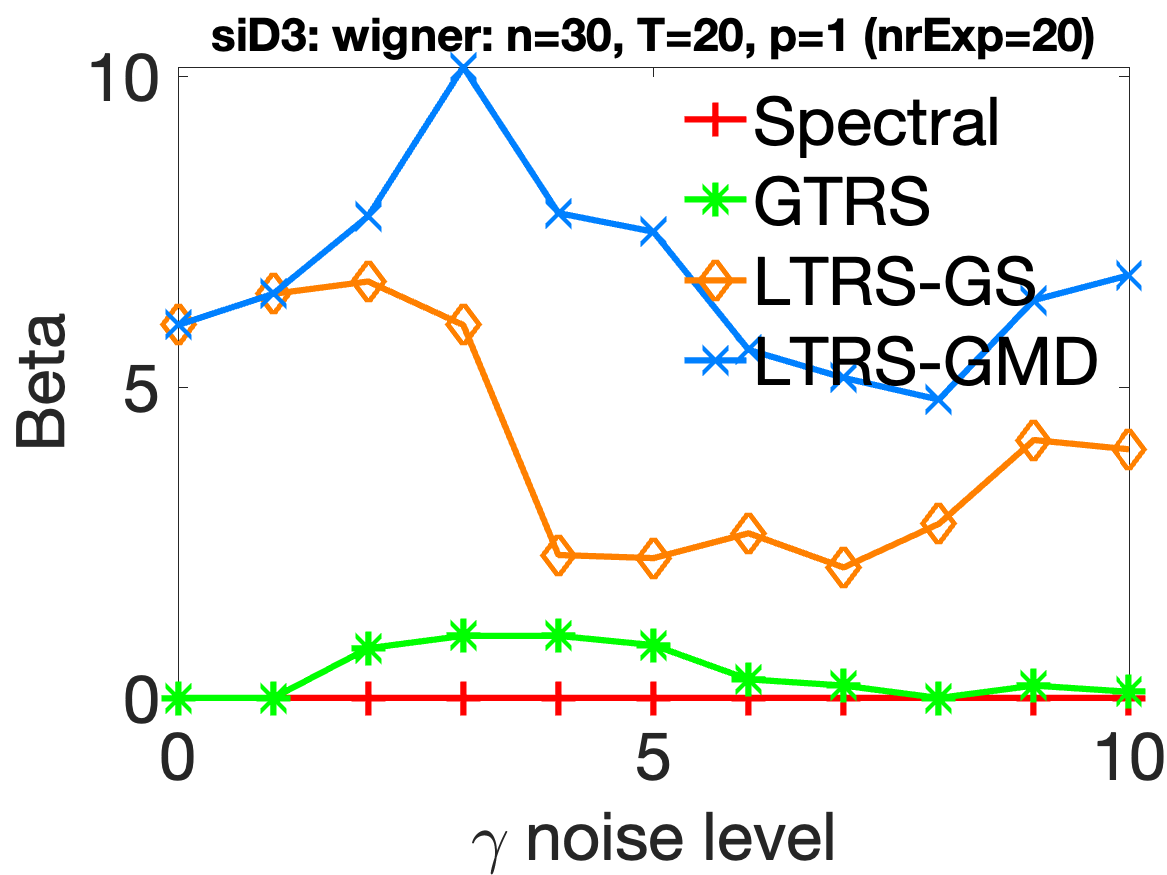 siD3: wigner: n=30, T=20, p=1 (nrExp=20)
10
5
0
Beta
Spectral
GTRS
LTRS-GS
LTRS-GMD
0 5 10
γ noise level